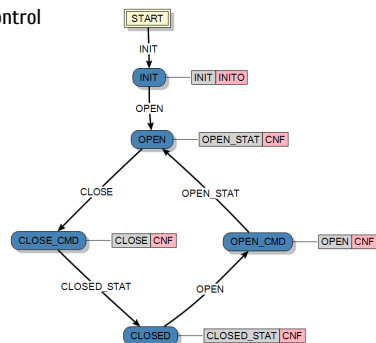 ontrol
START
INIT
INIT INIT INITO
OPEN
OPEN OPEN_STAT CNF
CLOSE OPEN_STAT
CLOSE_CMD CLOSE CNF OPEN_CMD OPEN CNF
CLOSED_STAT OPEN
CLOSED CLOSED_STAT CNF